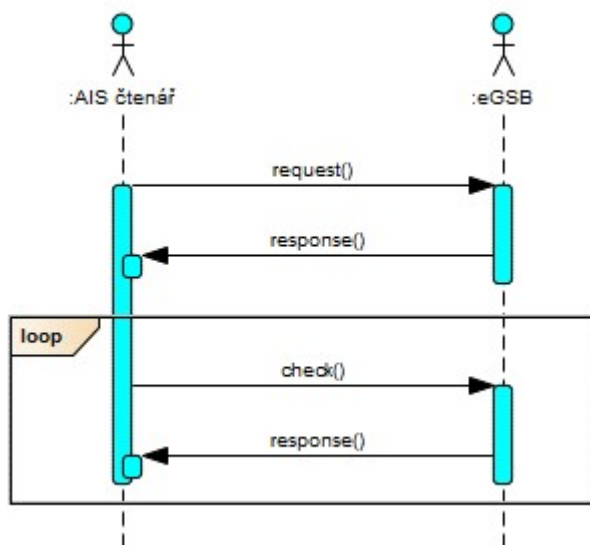 :AIS čtenář
:eGSB
request()
response()
loop
check()
response()